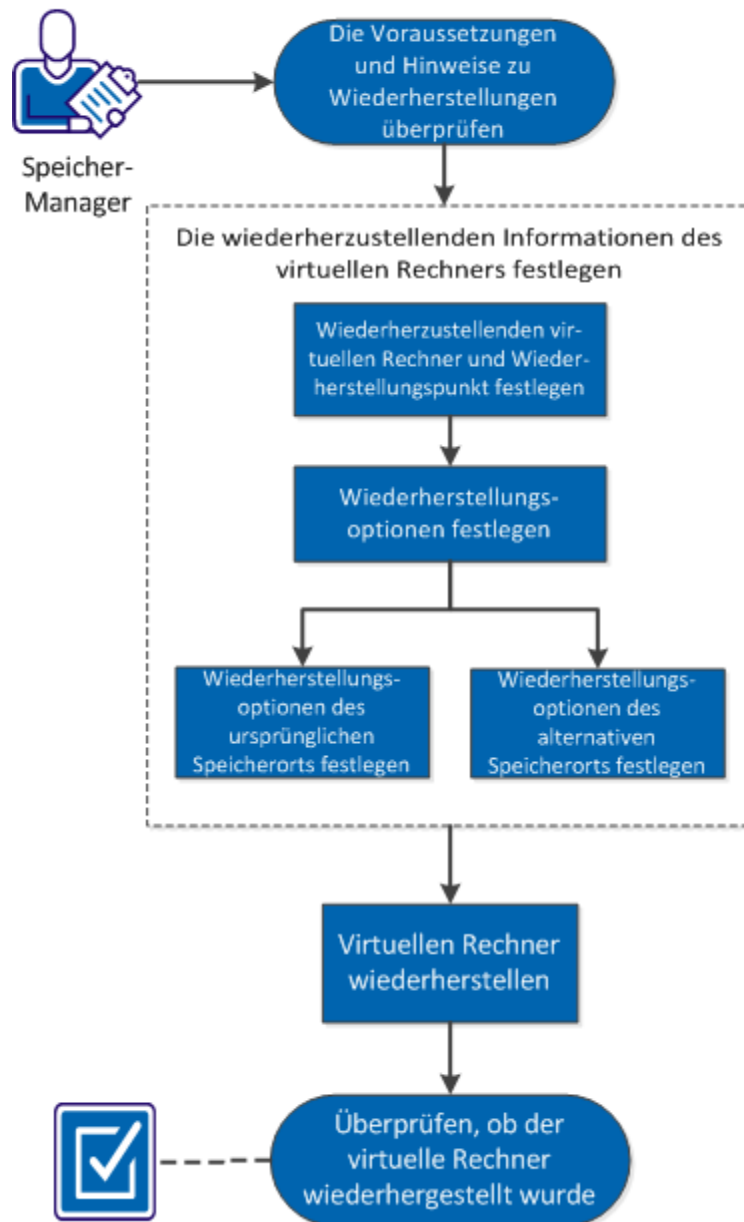 Die Voraussetzungen
und Hinweise zu
Wiederherstellungen
überprüfen
Speicher-
Manager
Die wiederherzustellenden Informationen des
virtuellen Rechners festlegen
Wiederherzustellenden vir-
tuellen Rechner und Wieder-
herstellungspunkt festlegen
Wiederherstellungs-
optionen festlegen
Wiederherstellungs-
optionen des
ursprünglichen
Speicherorts festlegen
Wiederherstellungs-
optionen des
alternativen
Speicherorts festlegen
Virtuellen Rechner
wiederherstellen
Überprüfen, ob der
virtuelle Rechner
wiederhergestellt wurde